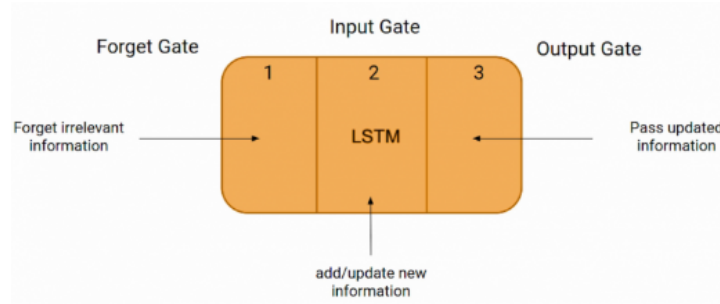 Input Gate
Forget Gate
Output Gate
1
2
3
Forget irrelevant
information
LSTM
Pass updated
information
add/update new
information